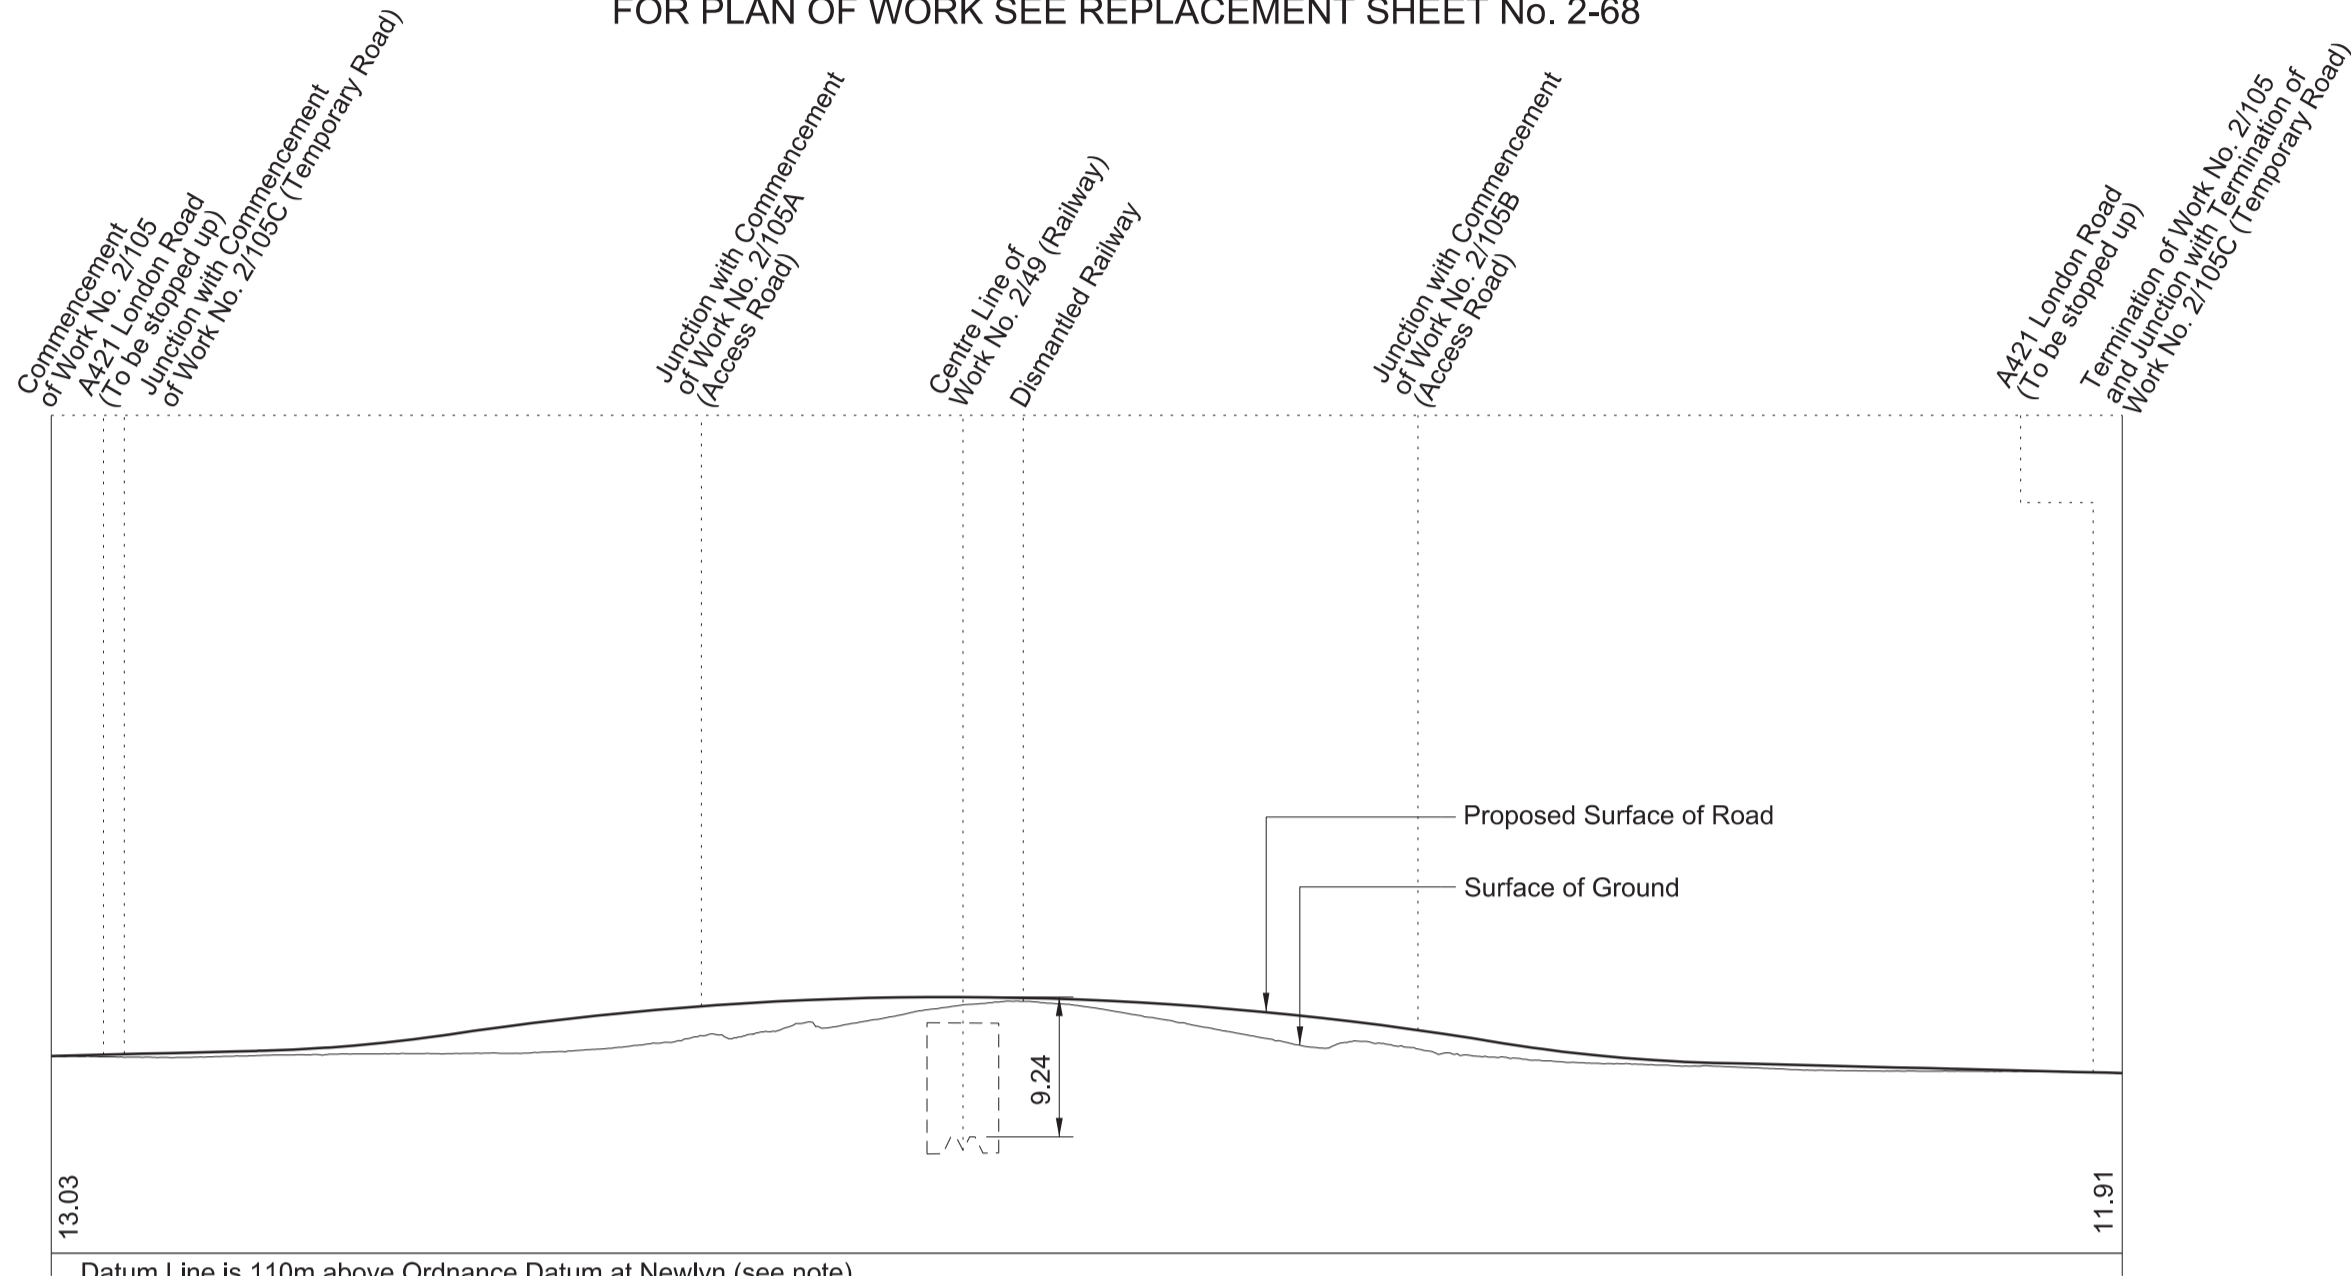 FOR PLAN OF WORK SEE REPLACEMENT SHEET No. 2-68
Commencement
of Work No. 2/105
A421 London Road
(To be stopped up)
Junction with Commencement
of Work No. 2/105C (Temporary Road)
Junction with Commencement
of Work No. 2/105A
(Access Road)
Centre Line of
Work No. 2/49 (Railway)
Dismantled Railway
Junction with Commencement
of Work No. 2/105B
(Access Road)
A421 London Road
(To be stopped up)
Termination of Work No. 2/105
and Junction with Termination of
Work No. 2/105C (Temporary Road)
Proposed Surface of Road
Surface of Ground
9.24
13.03
11.91
Datum Line is 110m above Ordnance Datum at Newlyn (see note)